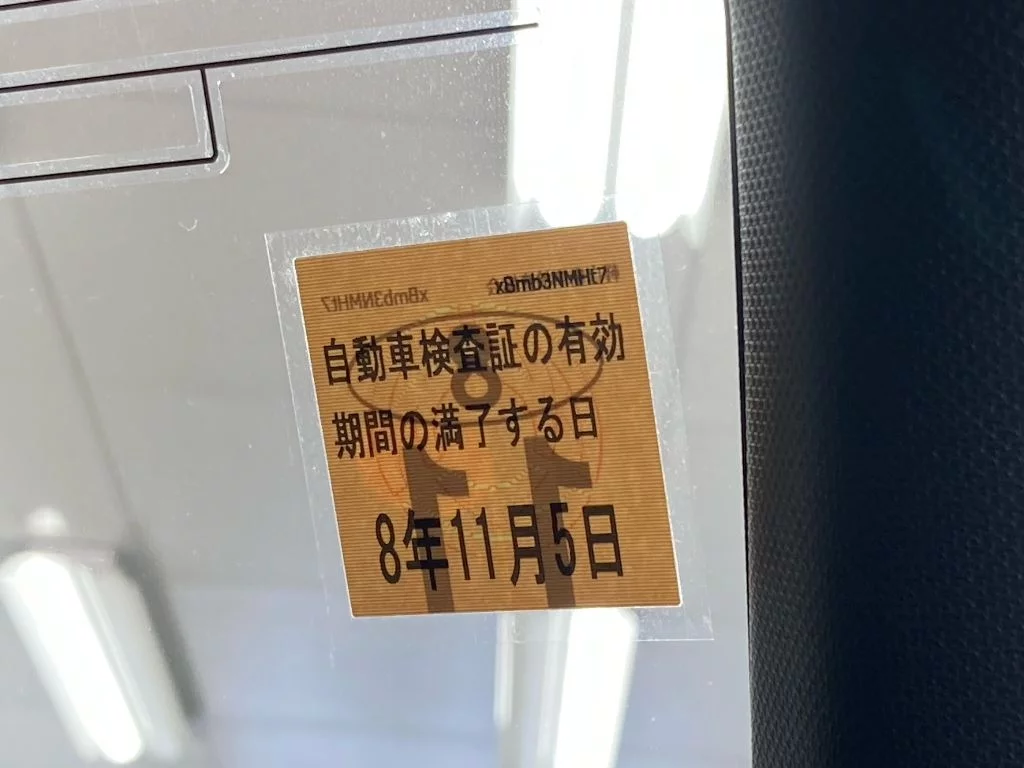 x8mb3NMHt7
自動車検査証の有効
期間の満了する日
8年11月5日